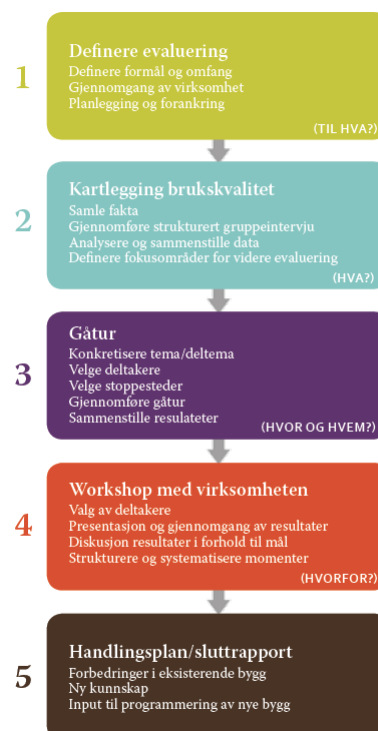 1
Definere evaluering
Definere formål og omfang
Gjennomgang av virksomhet
Planlegging og forankring
(TIL HVA?)
2
Kartlegging brukskvalitet
Samle fakta
Gjennomføre strukturert gruppeintervju
Analysere og sammenstille data
Definere fokusområder for videre evaluering
(HVA?)
3
Gåtur
Konkretisere tema/deltema
Velge deltakere
Velge stoppesteder
Gjennomføre gåtur
Sammenstille resulateter
(HVOR OG HVEM?)
4
Workshop med virksomheten
Valg av deltakere
Presentasjon og gjennomgang av resultater
Diskusjon resultater i forhold til mål
Strukturere og systematisere momenter
(HVORFOR?)
5
Handlingsplan/sluttrapport
Forbedringer i eksisterende bygg
Ny kunnskap
Input til programmering av nye bygg